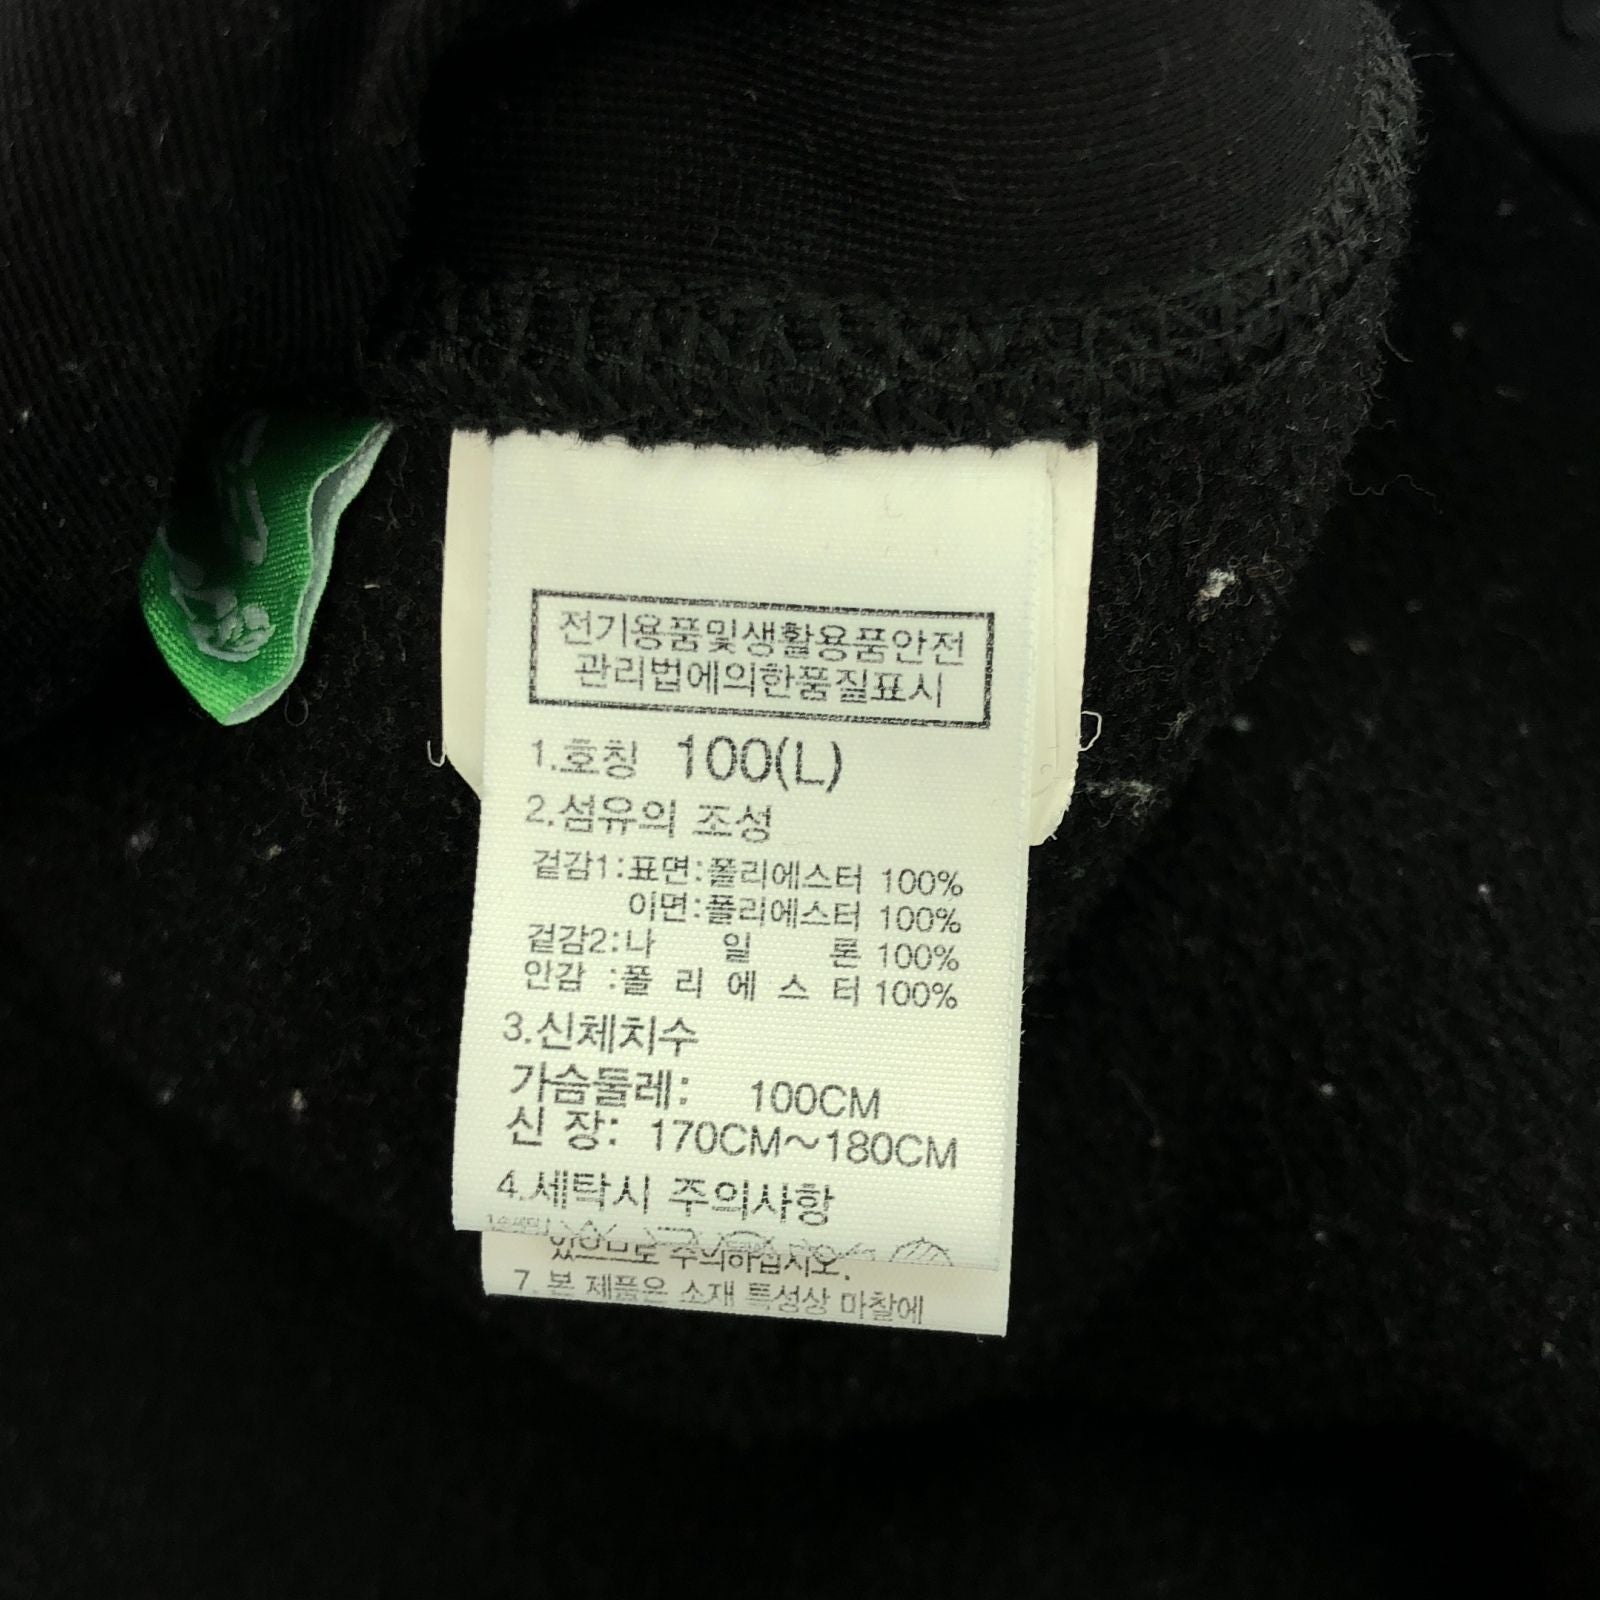 전기용품및생활용품안전
관리법에의한품질표시
1.호칭 100(L)
2.섬유의 조성
겉감1:표면:폴리에스터 100%
이면:폴리에스터 100%
겉감2:나 일 론 100%
안감 :폴 리 에 스 터 100%
3.신체치수
가슴둘레: 100CM
신 장: 170CM~180CM
4.세탁시 주의사항
있으므로 주의하십시오.
7. 본 제품은 소재 특성상 마찰에